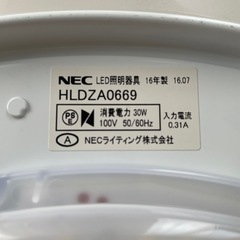 NEC LED照明器具 16年製 16.07
HLDZA0669
PS E 消費電力 30W 入力電流
100V 50/60Hz 0.31A
A NECライティング株式会社